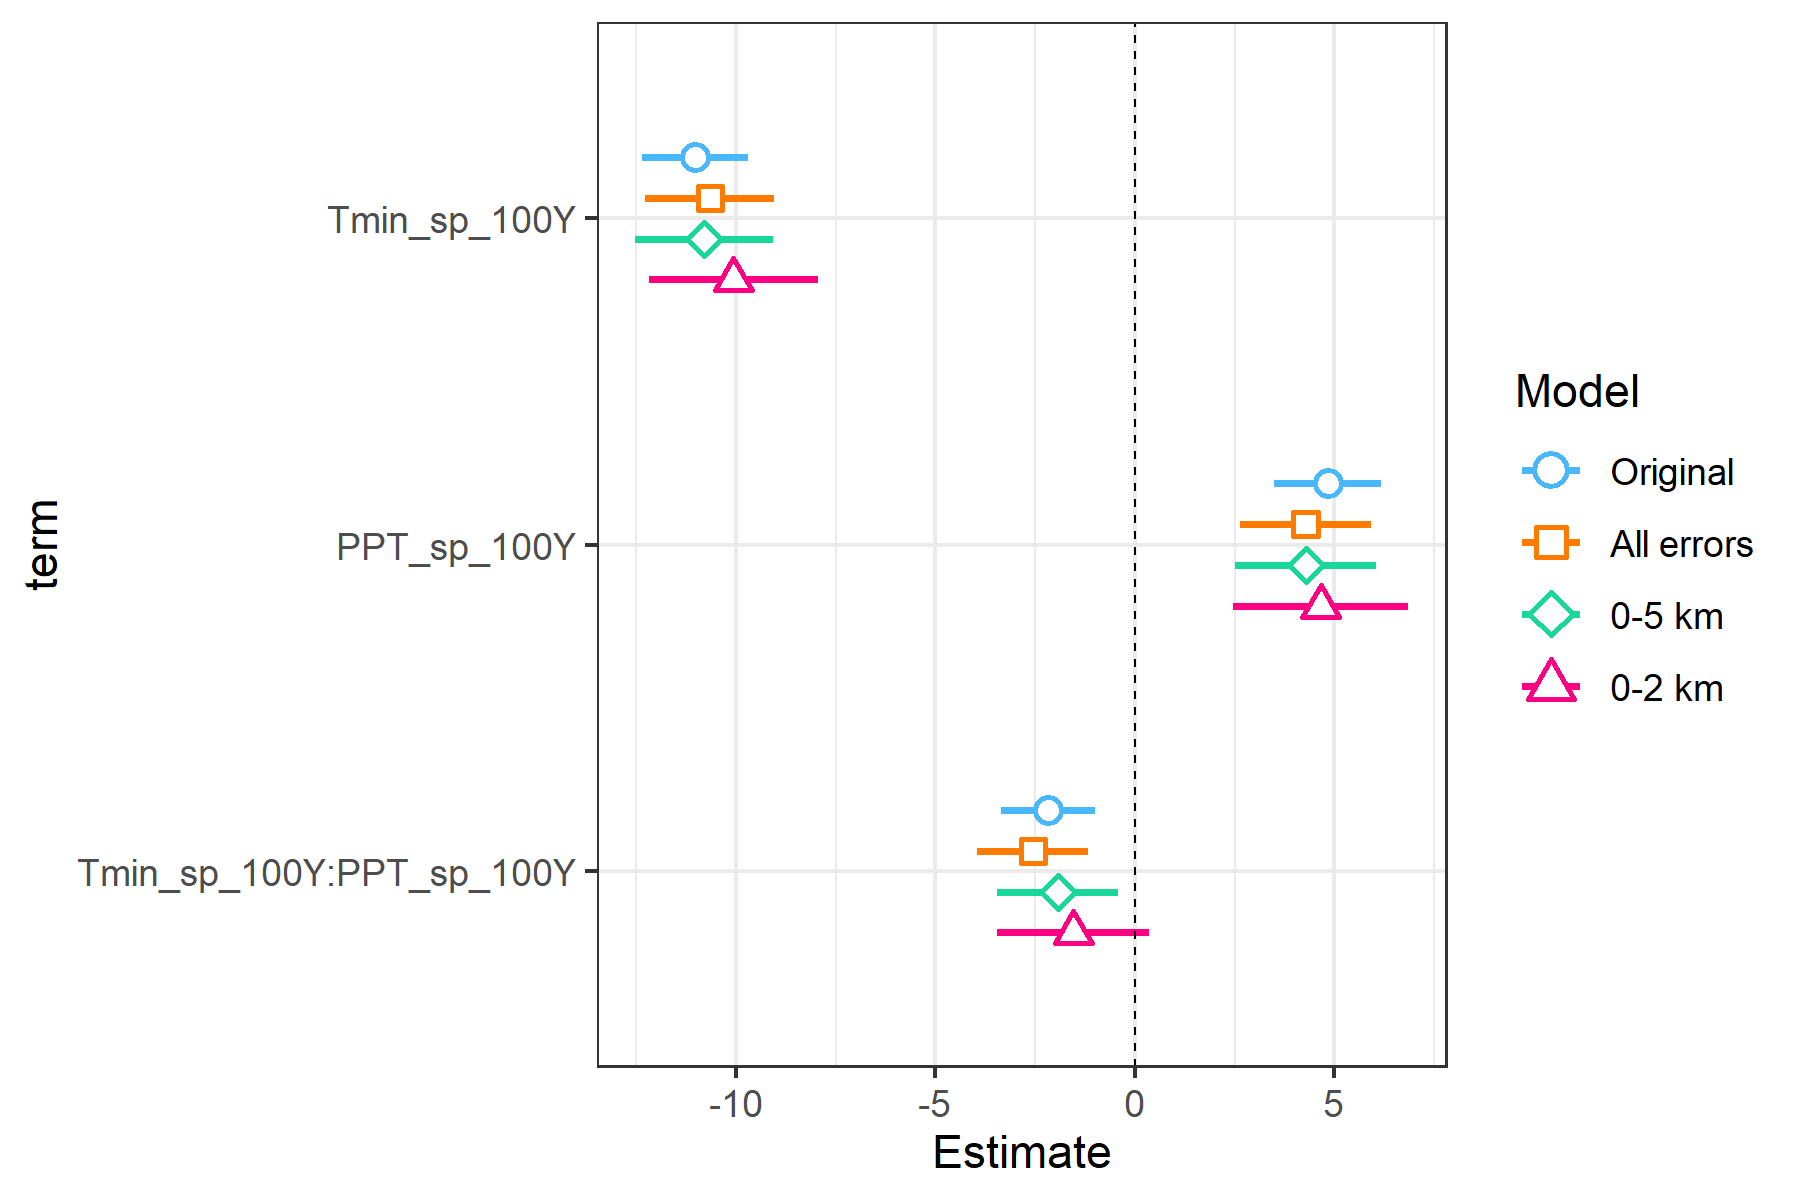 term
Tmin_sp_100Y
PPT_sp_100Y
Tmin_sp_100Y:PPT_sp_100Y
-10
-5
0
5
Estimate
Model
Original
All errors
0-5 km
0-2 km